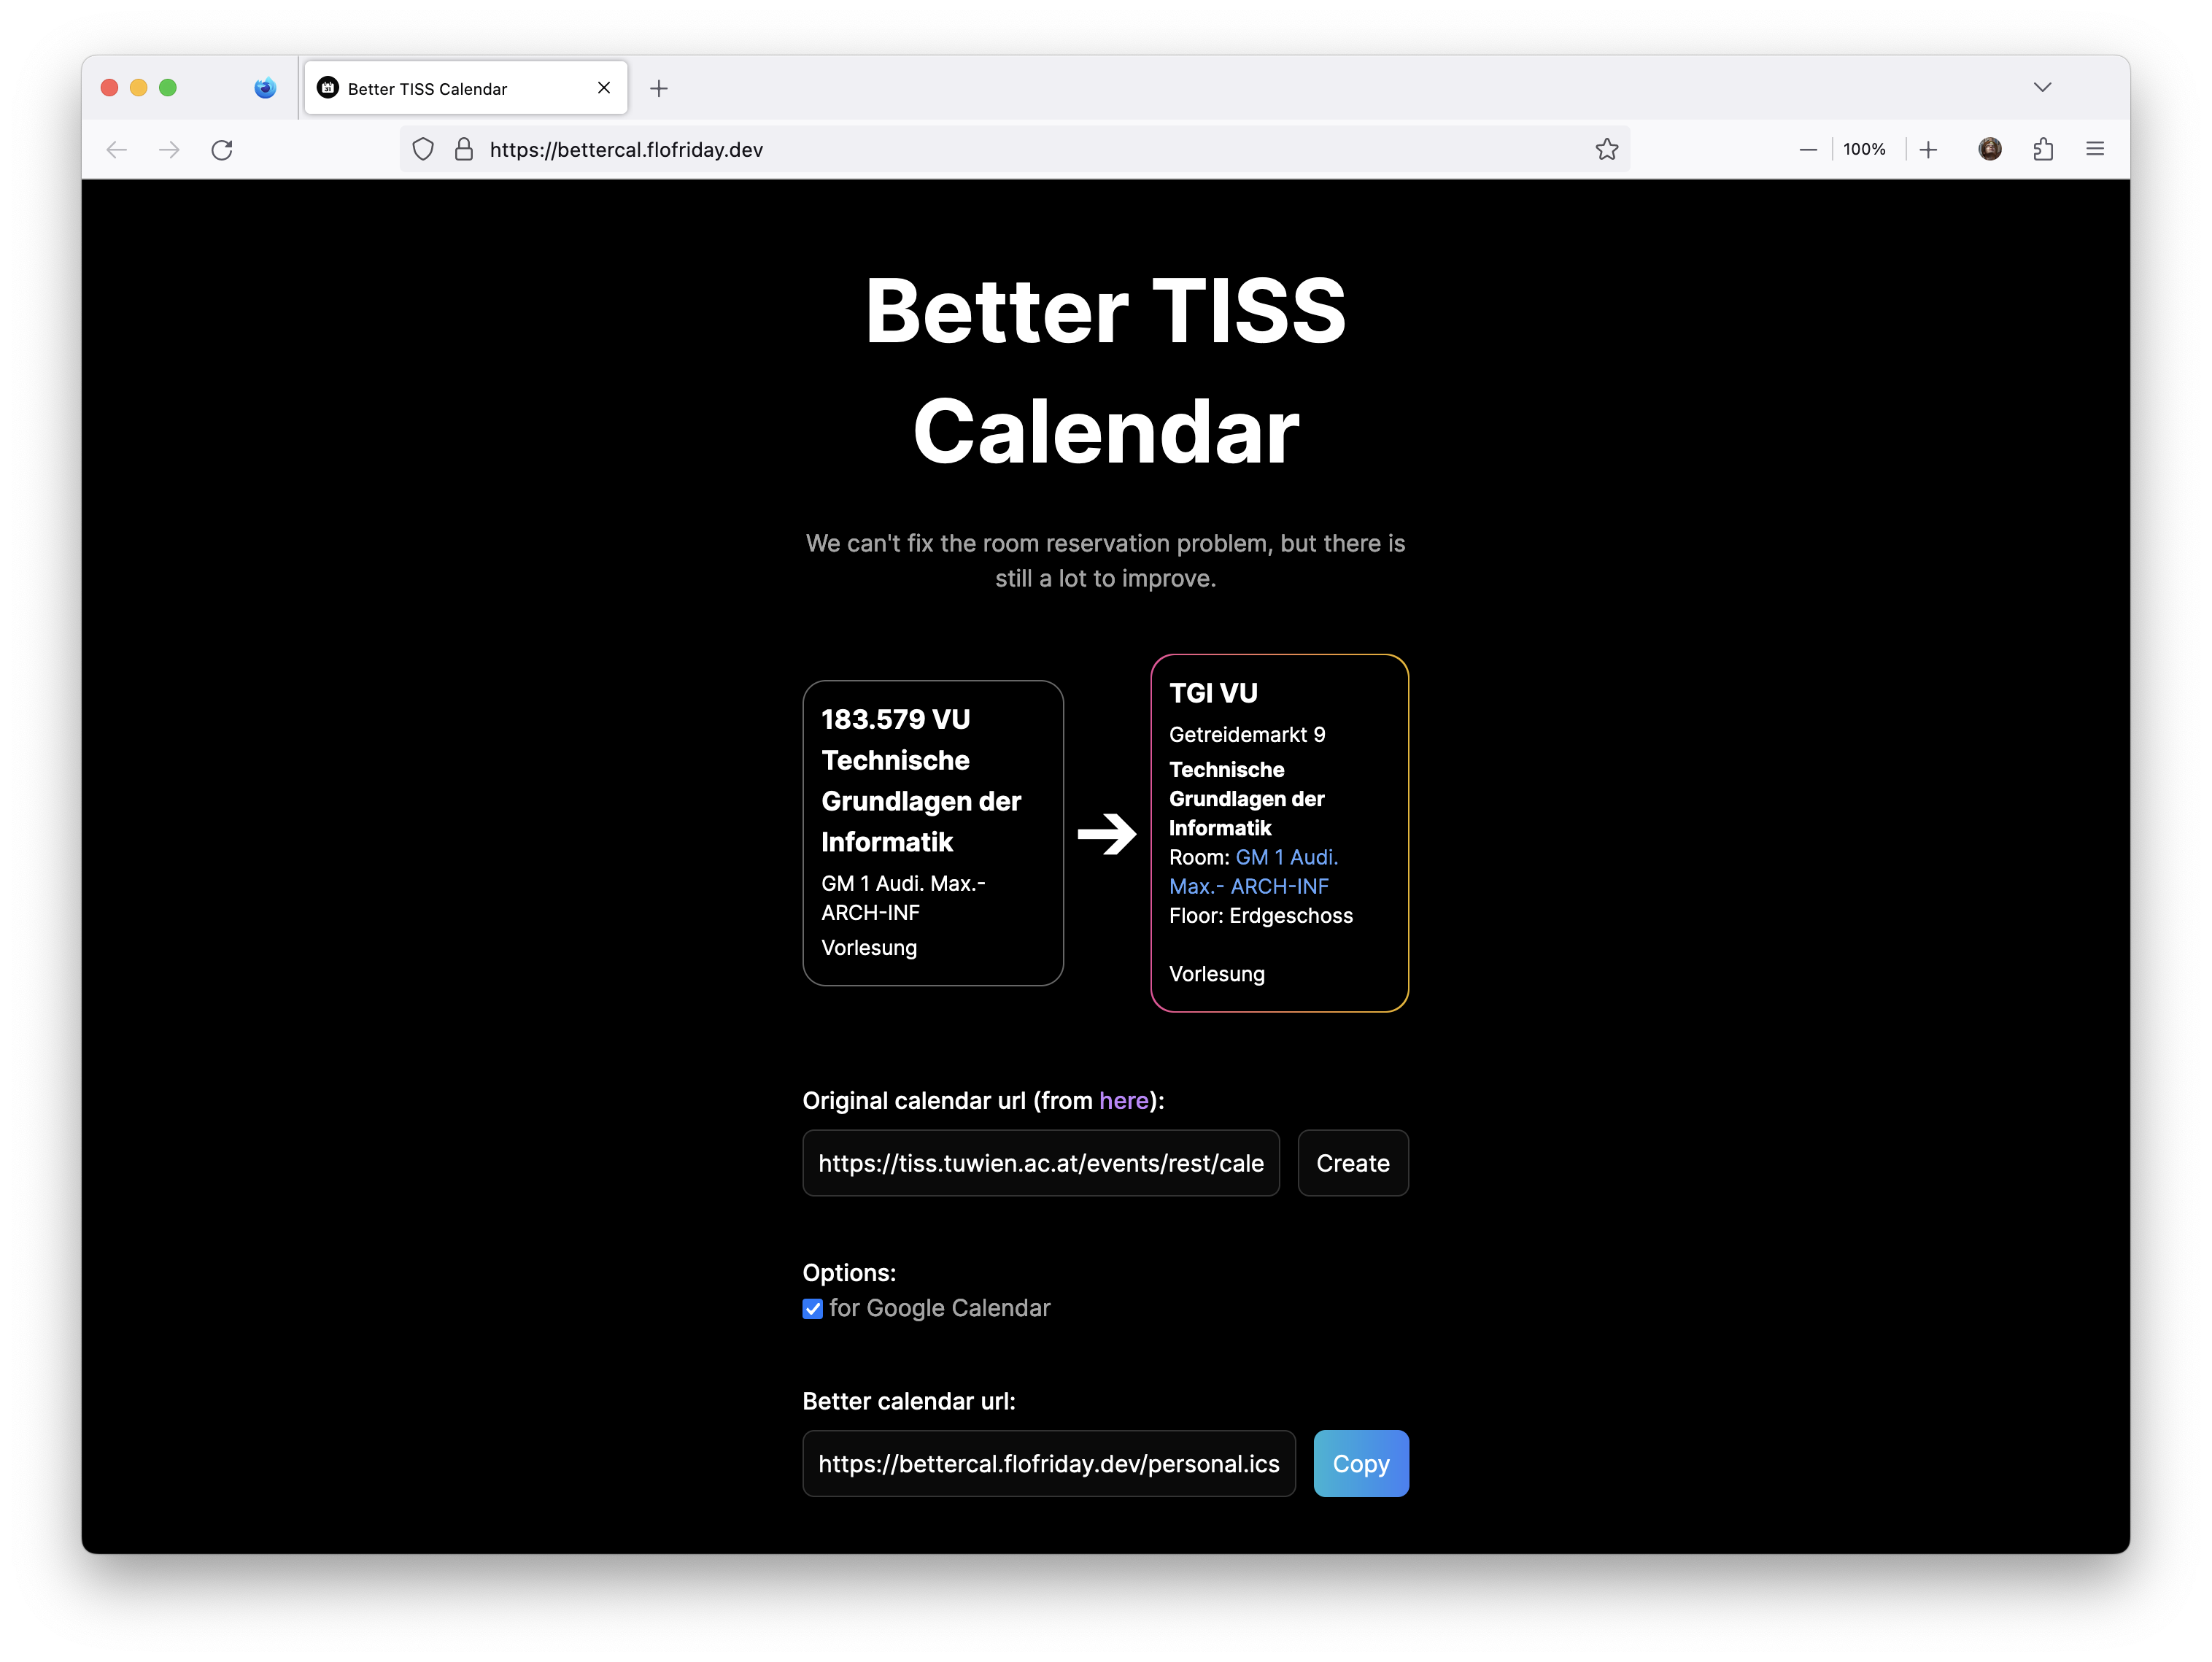 Better TISS Calendar
https://bettercal.flofriday.dev
100%
Better TISS
Calendar
We can't fix the room reservation problem, but there is
still a lot to improve.
183.579 VU
Technische
Grundlagen der
Informatik
GM 1 Audi. Max.-
ARCH-INF
Vorlesung
TGI VU
Getreidemarkt 9
Technische
Grundlagen der
Informatik
Room: GM 1 Audi.
Max.- ARCH-INF
Floor: Erdgeschoss
Vorlesung
Original calendar url (from here):
https://tiss.tuwien.ac.at/events/rest/cale
Create
Options:
for Google Calendar
Better calendar url:
https://bettercal.flofriday.dev/personal.ics
Copy